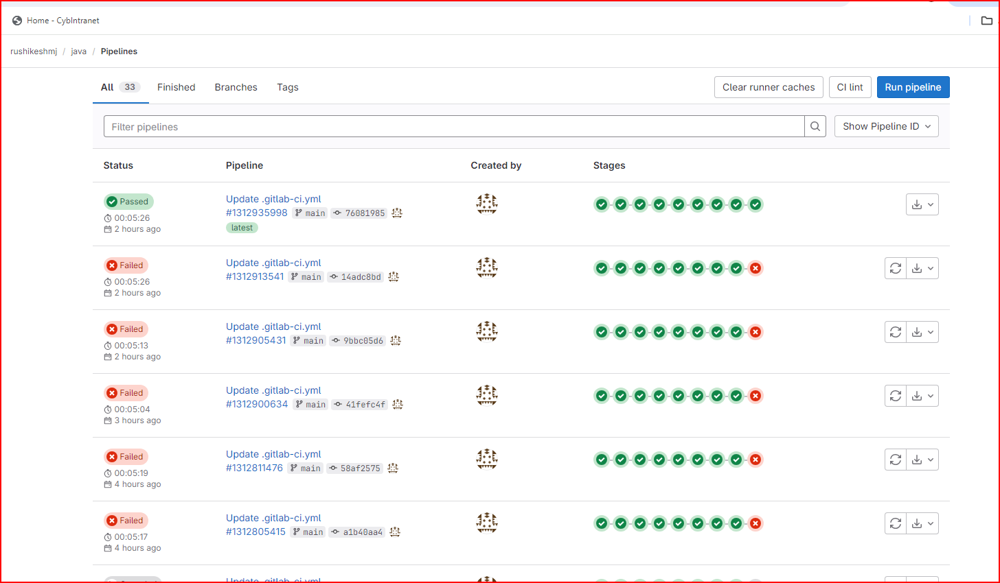 Home - CybIntranet
rushikeshmj / java / Pipelines
All 33 Finished Branches Tags Clear runner caches CI lint Run pipeline
Filter pipelines Show Pipeline ID
Status Pipeline Created by Stages
Passed Update .gitlab-ci.yml
00:05:26 #1312935998 main 76081985
2 hours ago latest
Failed Update .gitlab-ci.yml
00:05:26 #1312913541 main 14adc8bd
2 hours ago
Failed Update .gitlab-ci.yml
00:05:13 #1312905431 main 9bbc05d6
2 hours ago
Failed Update .gitlab-ci.yml
00:05:04 #1312900634 main 41fefc4f
3 hours ago
Failed Update .gitlab-ci.yml
00:05:19 #1312811476 main 58af2575
4 hours ago
Failed Update .gitlab-ci.yml
00:05:17 #1312805415 main a1b40aa4
4 hours ago
Update .gitlab-ci.yml